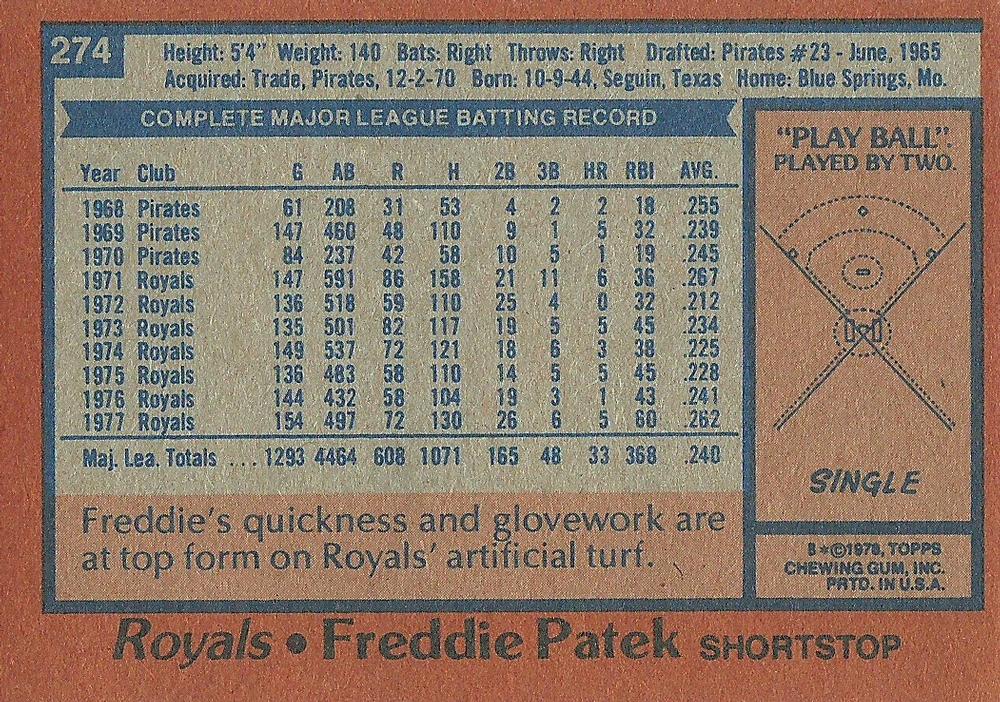 274
Height: 5'4" Weight: 140 Bats: Right Throws: Right Drafted: Pirates #23 - June, 1965
Acquired: Trade, Pirates, 12-2-70 Born: 10-9-44, Seguin, Texas Home: Blue Springs, Mo.
COMPLETE MAJOR LEAGUE BATTING RECORD
Year Club G AB R H 2B 3B HR RBI AVG.
1968 Pirates 61 208 31 53 4 2 2 18 .255
1969 Pirates 147 460 48 110 9 1 5 32 .239
1970 Pirates 84 237 42 58 10 5 1 19 .245
1971 Royals 147 591 86 158 21 11 6 36 .267
1972 Royals 136 518 59 110 25 4 0 32 .212
1973 Royals 135 501 82 117 19 5 5 45 .234
1974 Royals 149 537 72 121 18 6 3 38 .225
1975 Royals 136 483 58 110 14 5 5 45 .228
1976 Royals 144 432 58 104 19 3 1 43 .241
1977 Royals 154 497 72 130 26 6 5 60 .262
Maj. Lea. Totals .... 1293 4464 608 1071 165 48 33 368 .240
Freddie's quickness and glovework are
at top form on Royals' artificial turf.
"PLAY BALL".
PLAYED BY TWO.
SINGLE
B*©1978, TOPPS
CHEWING GUM, INC.
PRTD. IN U.S.A.
Royals • Freddie Patek SHORTSTOP